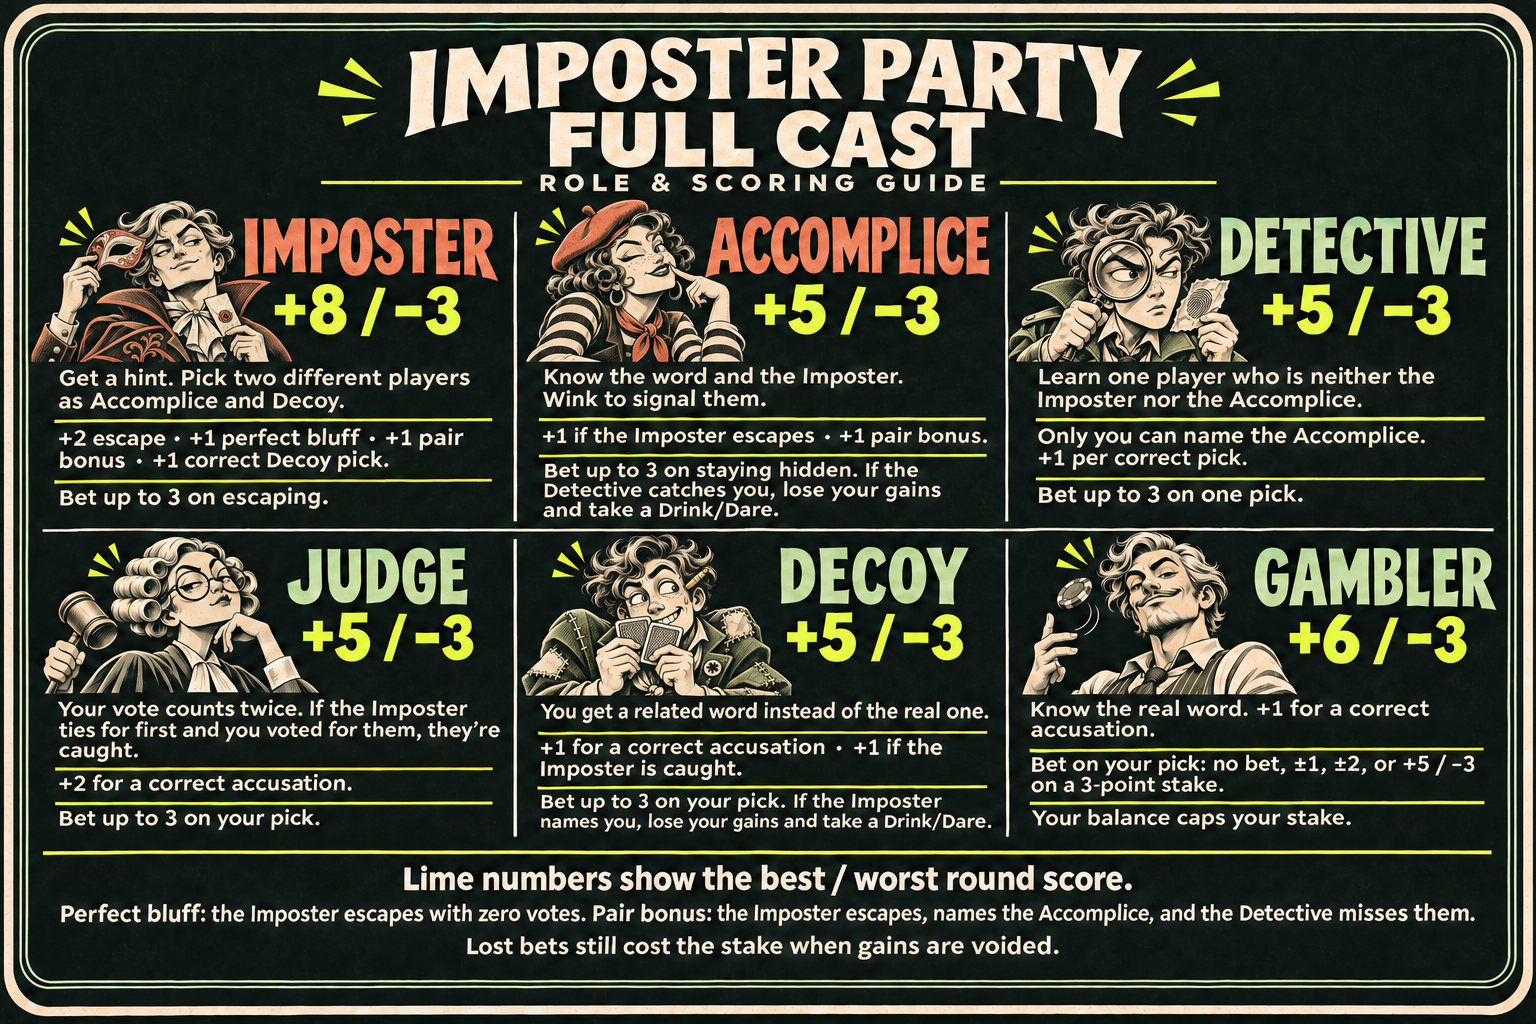 IMPOSTER PARTY
FULL CAST
ROLE & SCORING GUIDE
IMPOSTER
+8 / −3
Get a hint. Pick two different players
as Accomplice and Decoy.
+2 escape • +1 perfect bluff • +1 pair
bonus • +1 correct Decoy pick.
Bet up to 3 on escaping.
ACCOMPLICE
+5 / −3
Know the word and the Imposter.
Wink to signal them.
+1 if the Imposter escapes • +1 pair bonus.
Bet up to 3 on staying hidden. If the
Detective catches you, lose your gains
and take a Drink/Dare.
DETECTIVE
+5 / −3
Learn one player who is neither the
Imposter nor the Accomplice.
Only you can name the Accomplice.
+1 per correct pick.
Bet up to 3 on one pick.
JUDGE
+5 / −3
Your vote counts twice. If the Imposter
ties for first and you voted for them, they’re
caught.
+2 for a correct accusation.
Bet up to 3 on your pick.
DECOY
+5 / −3
You get a related word instead of the real one.
+1 for a correct accusation • +1 if the
Imposter is caught.
Bet up to 3 on your pick. If the Imposter
names you, lose your gains and take a Drink/Dare.
GAMBLER
+6 / −3
Know the real word. +1 for a correct
accusation.
Bet on your pick: no bet, ±1, ±2, or +5 / −3
on a 3-point stake.
Your balance caps your stake.
Lime numbers show the best / worst round score.
Perfect bluff: the Imposter escapes with zero votes. Pair bonus: the Imposter escapes, names the Accomplice, and the Detective misses them.
Lost bets still cost the stake when gains are voided.